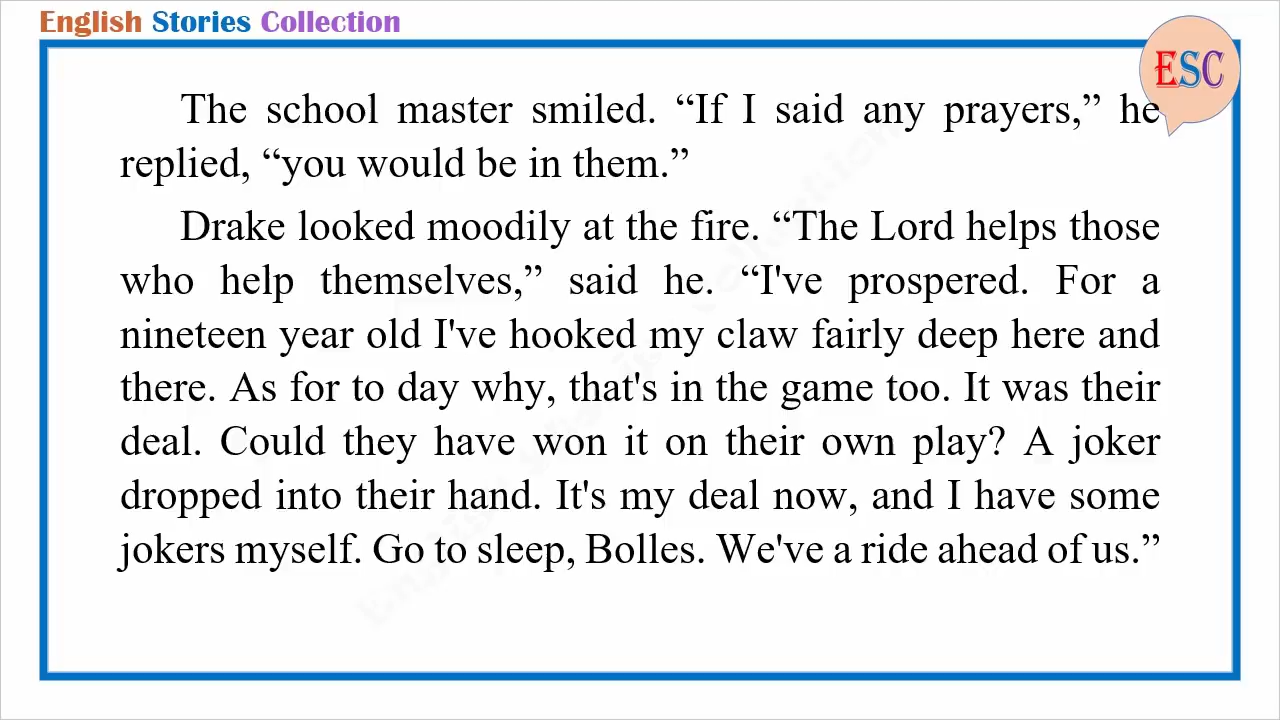 English Stories Collection
ESC
The school master smiled. “If I said any prayers,” he
replied, “you would be in them.”
Drake looked moodily at the fire. “The Lord helps those
who help themselves,” said he. “I've prospered. For a
nineteen year old I've hooked my claw fairly deep here and
there. As for to day why, that's in the game too. It was their
deal. Could they have won it on their own play? A joker
dropped into their hand. It's my deal now, and I have some
jokers myself. Go to sleep, Bolles. We've a ride ahead of us.”